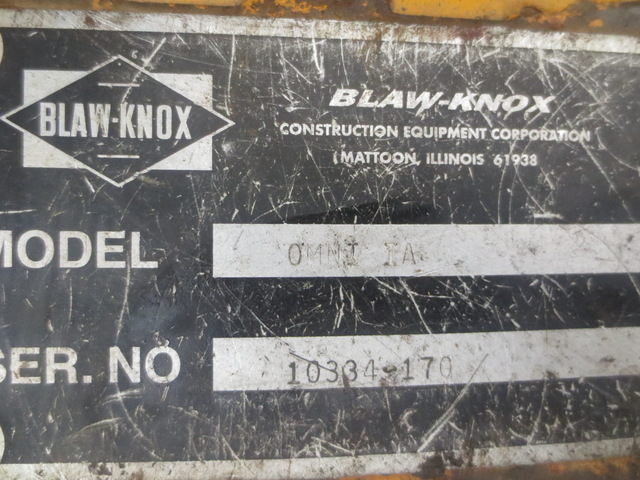 BLAW-KNOX
BLAW-KNOX
CONSTRUCTION EQUIPMENT CORPORATION
MATTOON, ILLINOIS 61938
MODEL OMNI IA
SER. NO 10334-170